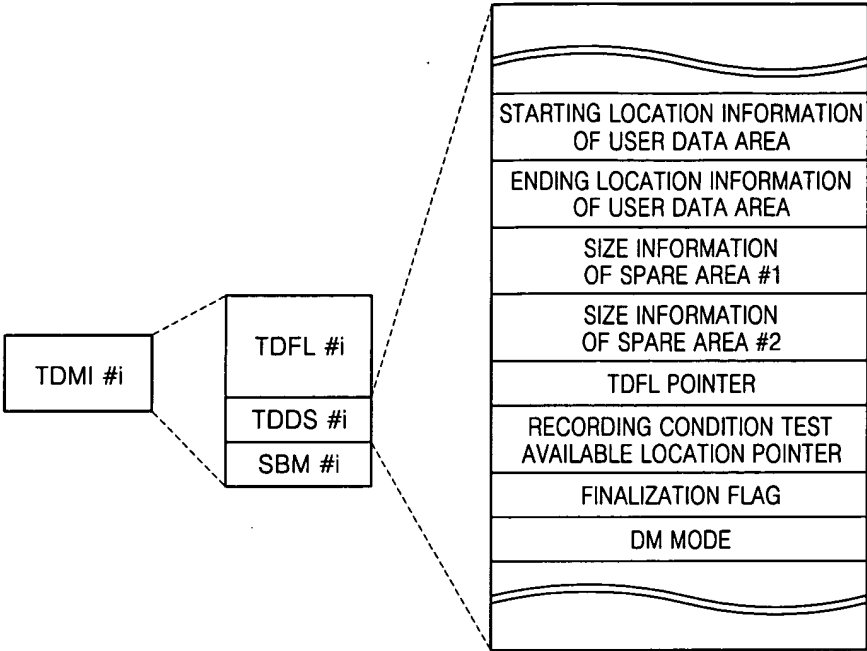 TDMI #i
TDFL #i
TDDS #i
SBM #i
STARTING LOCATION INFORMATION
OF USER DATA AREA
ENDING LOCATION INFORMATION
OF USER DATA AREA
SIZE INFORMATION
OF SPARE AREA #1
SIZE INFORMATION
OF SPARE AREA #2
TDFL POINTER
RECORDING CONDITION TEST
AVAILABLE LOCATION POINTER
FINALIZATION FLAG
DM MODE